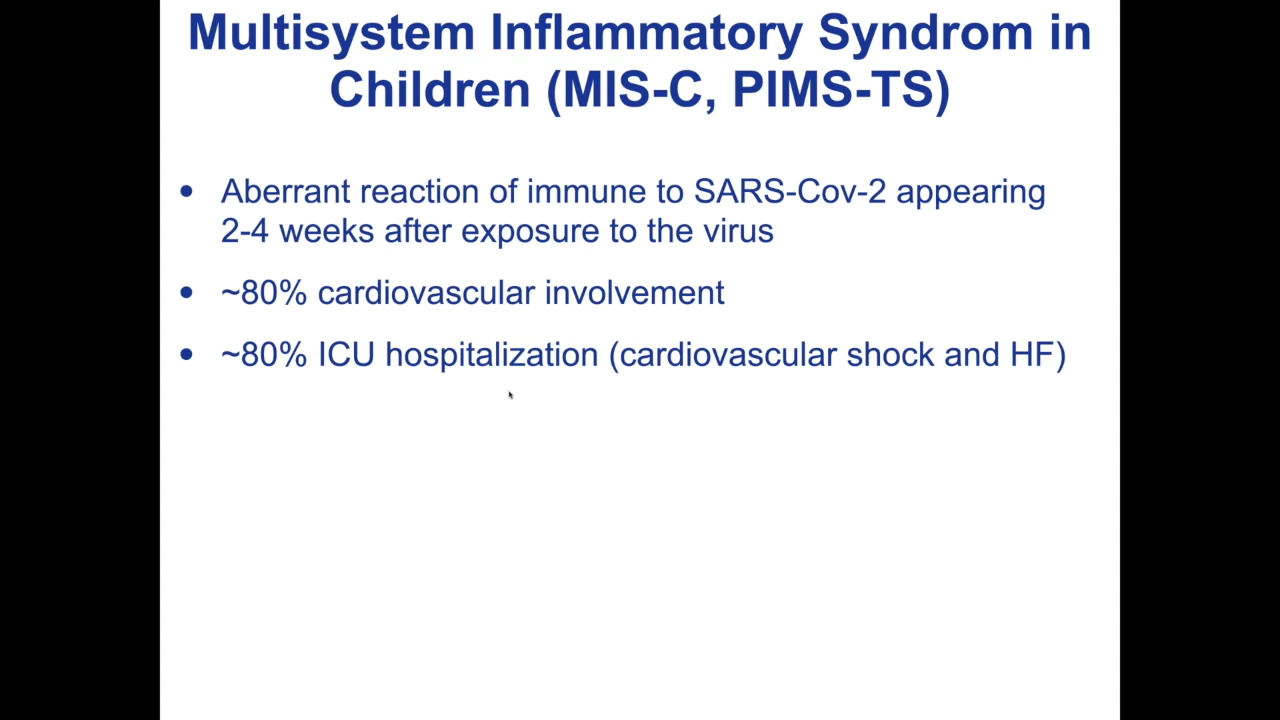 Multisystem Inflammatory Syndrom in
Children (MIS-C, PIMS-TS)
• Aberrant reaction of immune to SARS-Cov-2 appearing
2-4 weeks after exposure to the virus
• ~80% cardiovascular involvement
• ~80% ICU hospitalization (cardiovascular shock and HF)